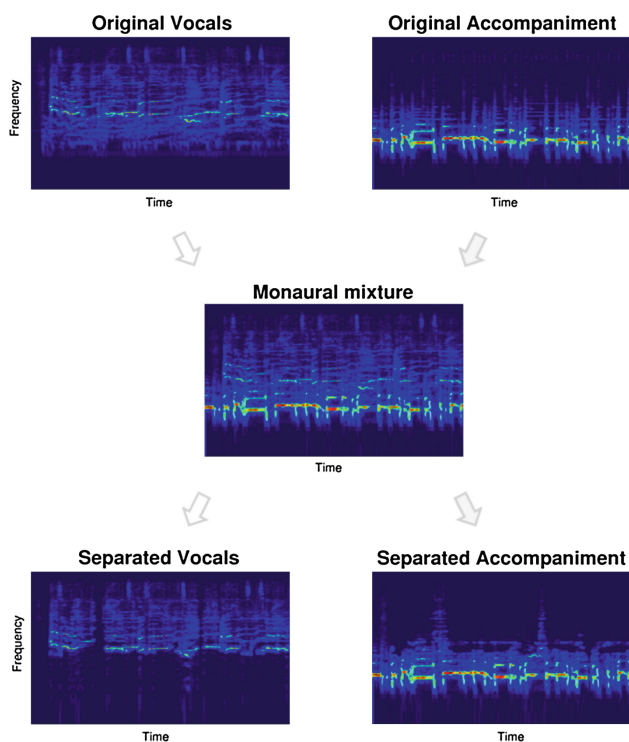 Original Vocals
Original Accompaniment
Frequency
Time
Time
Monaural mixture
Time
Separated Vocals
Separated Accompaniment
Frequency
Time
Time